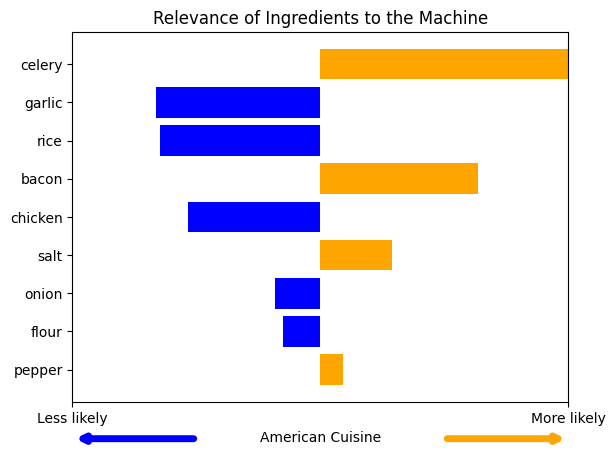 Relevance of Ingredients to the Machine
celery
garlic
rice
bacon
chicken
salt
onion
flour
pepper
Less likely
More likely
American Cuisine